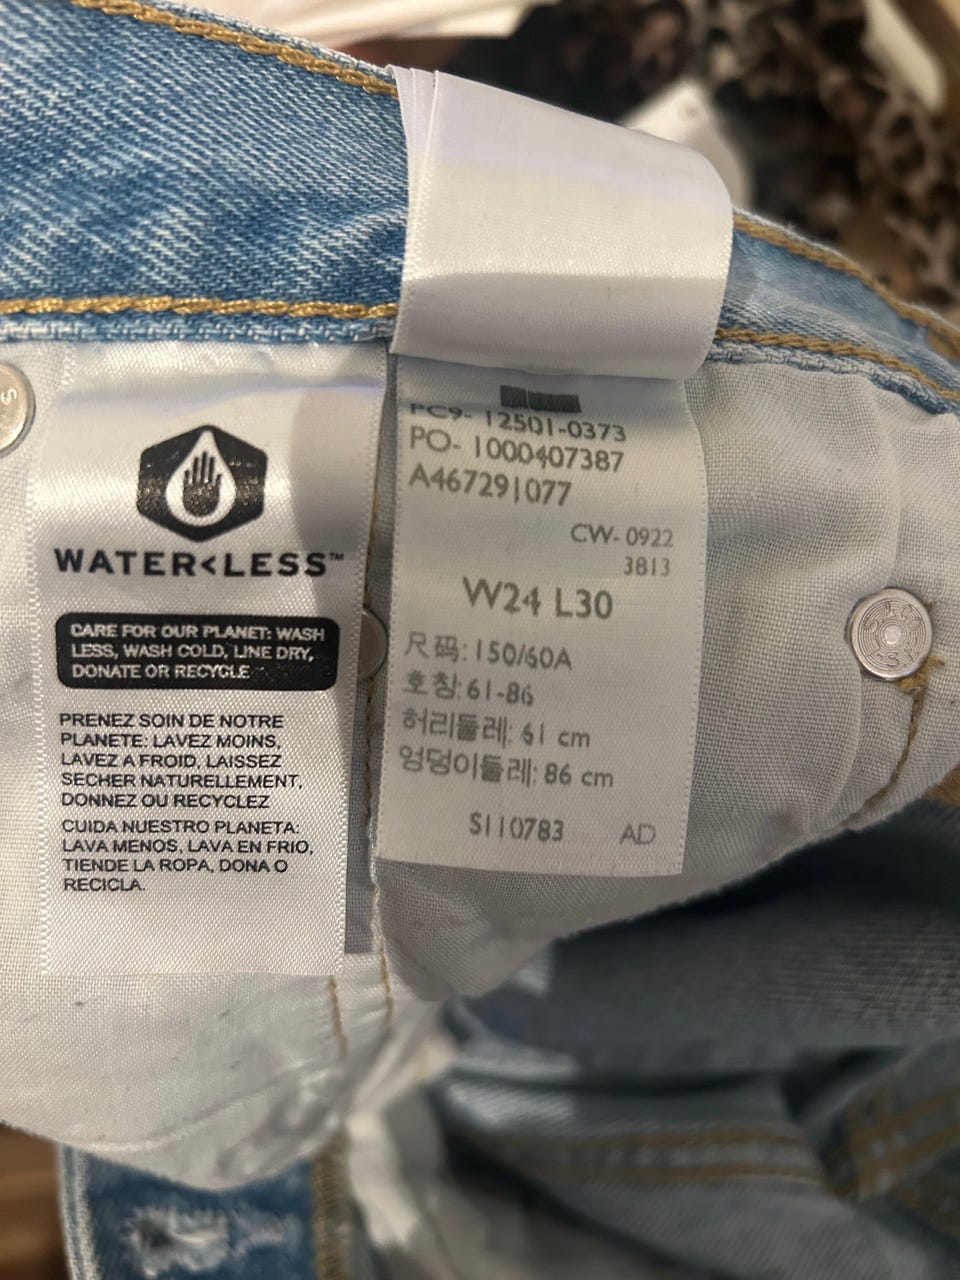 WATER<LESS™
CARE FOR OUR PLANET: WASH
LESS, WASH COLD, LINE DRY,
DONATE OR RECYCLE
PRENEZ SOIN DE NOTRE
PLANETE: LAVEZ MOINS,
LAVEZ A FROID, LAISSEZ
SECHER NATURELLEMENT,
DONNEZ OU RECYCLEZ
CUIDA NUESTRO PLANETA:
LAVA MENOS, LAVA EN FRIO,
TIENDE LA ROPA, DONA O
RECICLA.
PC9- 12501-0373
PO- 1000407387
A467291077
CW- 0922
3813
W24 L30
尺码: 150/60A
호칭: 61-86
허리둘레: 61 cm
엉덩이둘레: 86 cm
S110783 AD